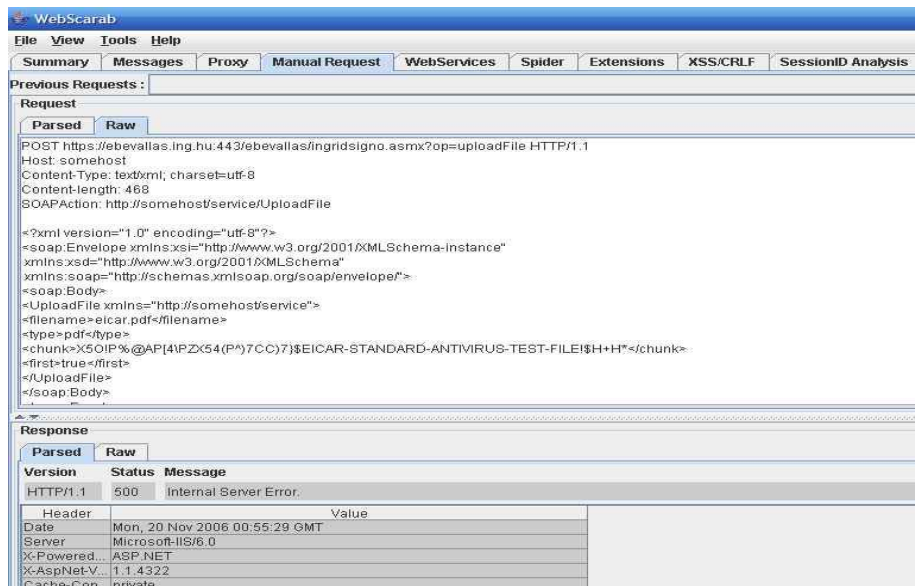 WebScarab
File View Tools Help
Summary Messages Proxy Manual Request WebServices Spider Extensions XSS/CRLF SessionID Analysis
Previous Requests :
Request
Parsed Raw
POST https://ebevallas.ing.hu:443/ebevallas/ingridsigno.asmx?op=uploadFile HTTP/1.1
Host: somehost
Content-Type: text/xml; charset=utf-8
Content-length: 468
SOAPAction: http://somehost/service/UploadFile
<?xml version="1.0" encoding="utf-8"?>
<soap:Envelope xmlns:xsi="http://www.w3.org/2001/XMLSchema-instance"
xmlns:xsd="http://www.w3.org/2001/XMLSchema"
xmlns:soap="http://schemas.xmlsoap.org/soap/envelope/">
<soap:Body>
<UploadFile xmlns="http://somehost/service">
<filename>eicar.pdf</filename>
<type>pdf</type>
<chunk>X5O!P%@AP[4\PZX54(P^)7CC)7}$EICAR-STANDARD-ANTIVIRUS-TEST-FILE!$H+H*</chunk>
<first>true</first>
</UploadFile>
</soap:Body>
Response
Parsed Raw
Version Status Message
HTTP/1.1 500 Internal Server Error.
Header Value
Date Mon, 20 Nov 2006 00:55:29 GMT
Server Microsoft-IIS/6.0
X-Powered... ASP.NET
X-AspNet-V... 1.1.4322
Cache-Con... private